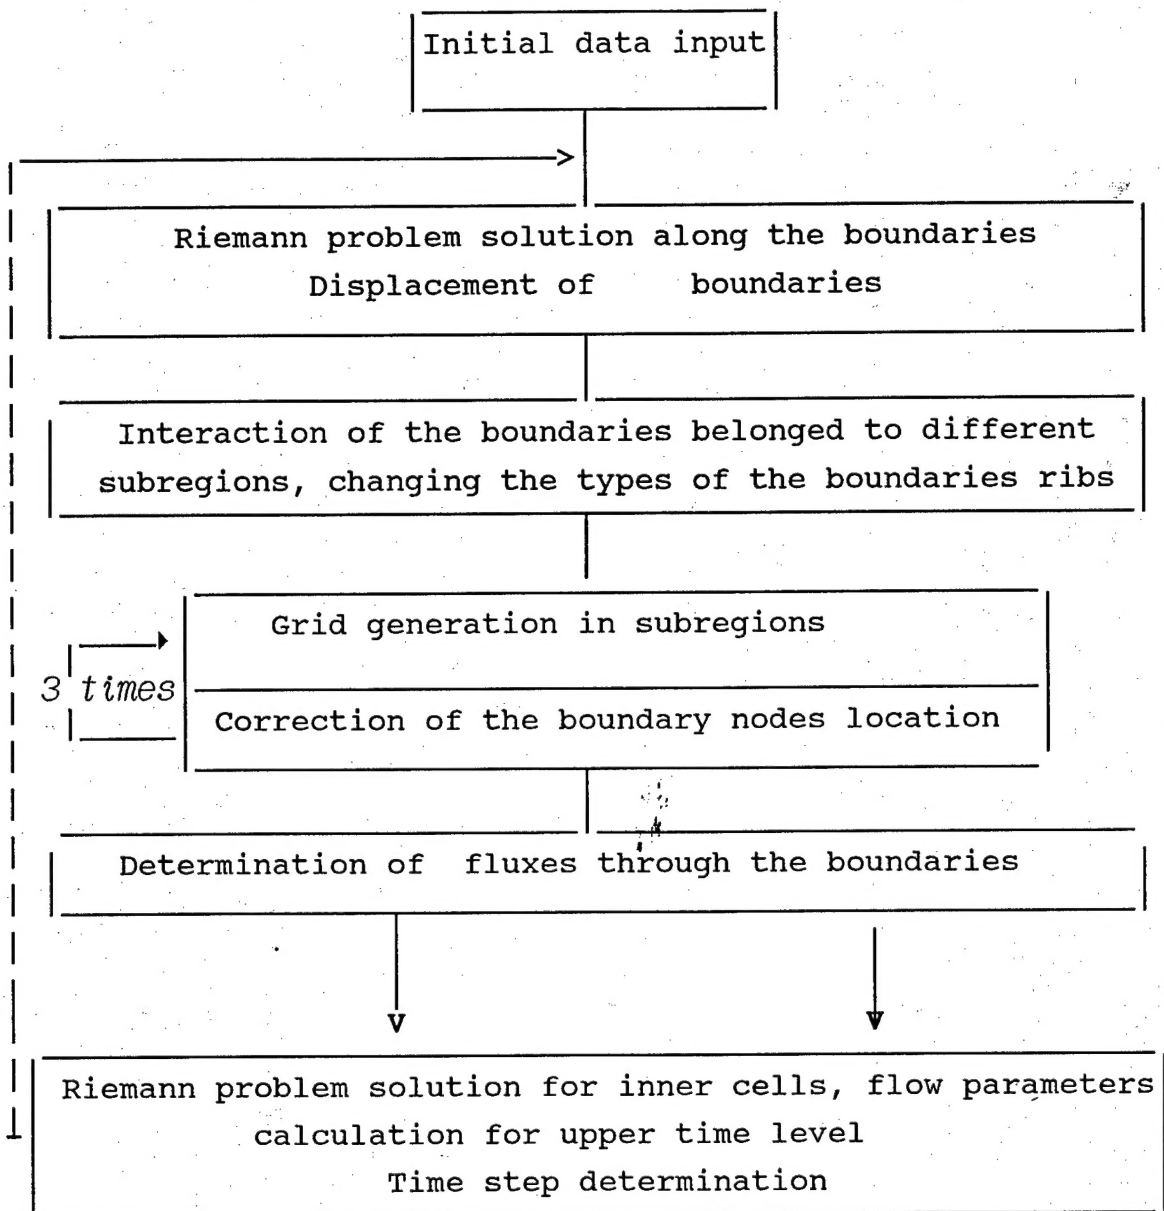 Initial data input
Riemann problem solution along the boundaries
Displacement of boundaries
Interaction of the boundaries belonged to different
subregions, changing the types of the boundaries ribs
Grid generation in subregions
3 times
Correction of the boundary nodes location
Determination of fluxes through the boundaries
Riemann problem solution for inner cells, flow parameters
calculation for upper time level
Time step determination